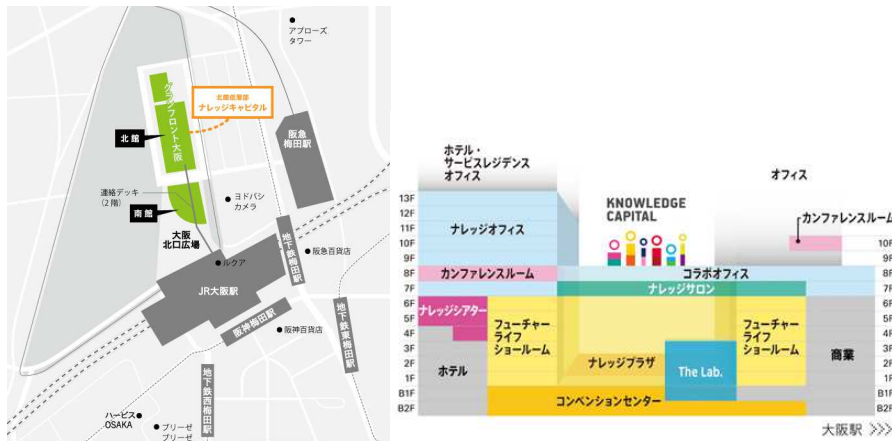 アプローズ
タワー
北館低層部
ナレッジキャピタル
グランフロント大阪
北館
阪急
梅田駅
連絡デッキ
(2 階)
南館
ヨドバシ
カメラ
大阪
北口広場
地下鉄梅田駅
阪急百貨店
ルクア
JR大阪駅
地下鉄東梅田駅
阪神梅田駅
阪神百貨店
地下鉄西梅田駅
ハービス
OSAKA
ブリーゼ
ブリーゼ
ホテル・
サービスレジデンス
オフィス
オフィス
13F
12F
11F
10F
9F
8F
7F
6F
5F
4F
3F
2F
1F
B1F
B2F
KNOWLEDGE
CAPITAL
カンファレンスルーム
ナレッジオフィス
カンファレンスルーム
コラボオフィス
ナレッジサロン
ナレッジシアター
フューチャー
ライフ
ショールーム
フューチャー
ライフ
ショールーム
ナレッジプラザ
The Lab.
ホテル
商業
コンベンションセンター
10F
9F
8F
7F
6F
5F
4F
3F
2F
1F
B1F
B2F
大阪駅 >>>